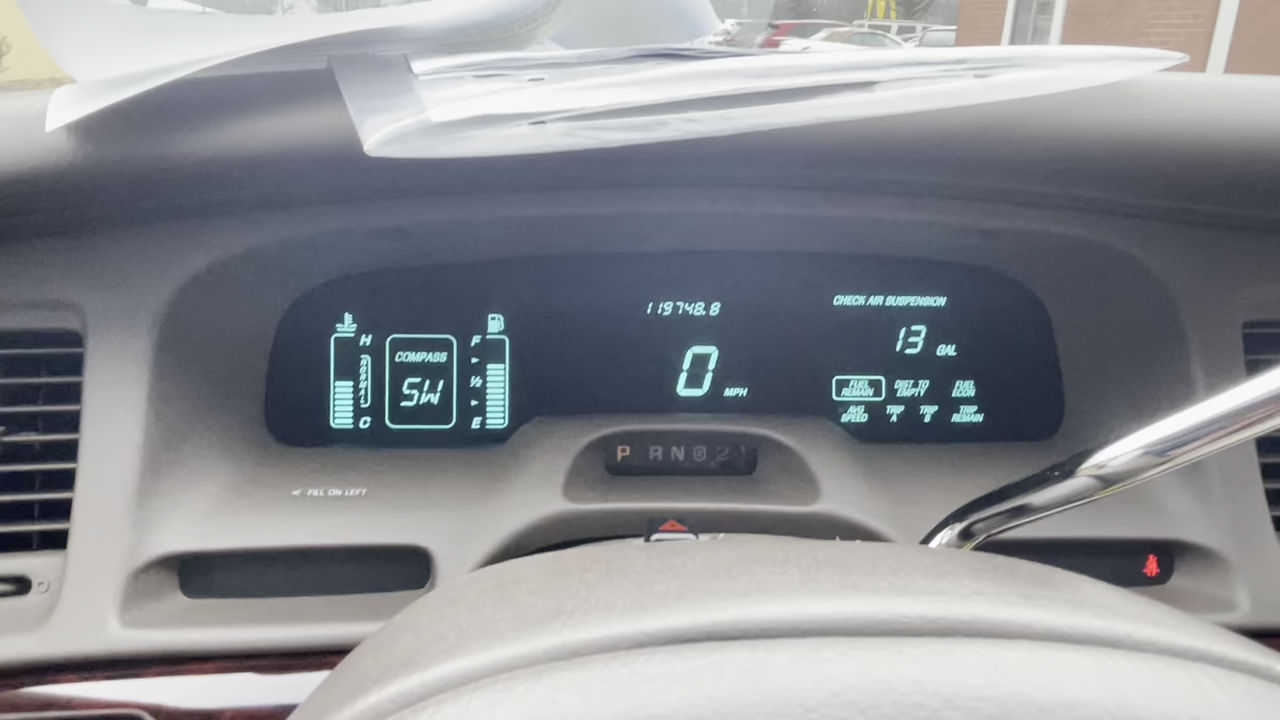 119748.8
CHECK AIR SUSPENSION
H
NORMAL
C
COMPASS
SW
F
1/2
E
0 MPH
13 GAL
FUEL REMAIN
DIST TO EMPTY
FUEL ECON
AVG SPEED
TRIP A
TRIP B
TRIP REMAIN
P R N D 2 1
< FILL ON LEFT